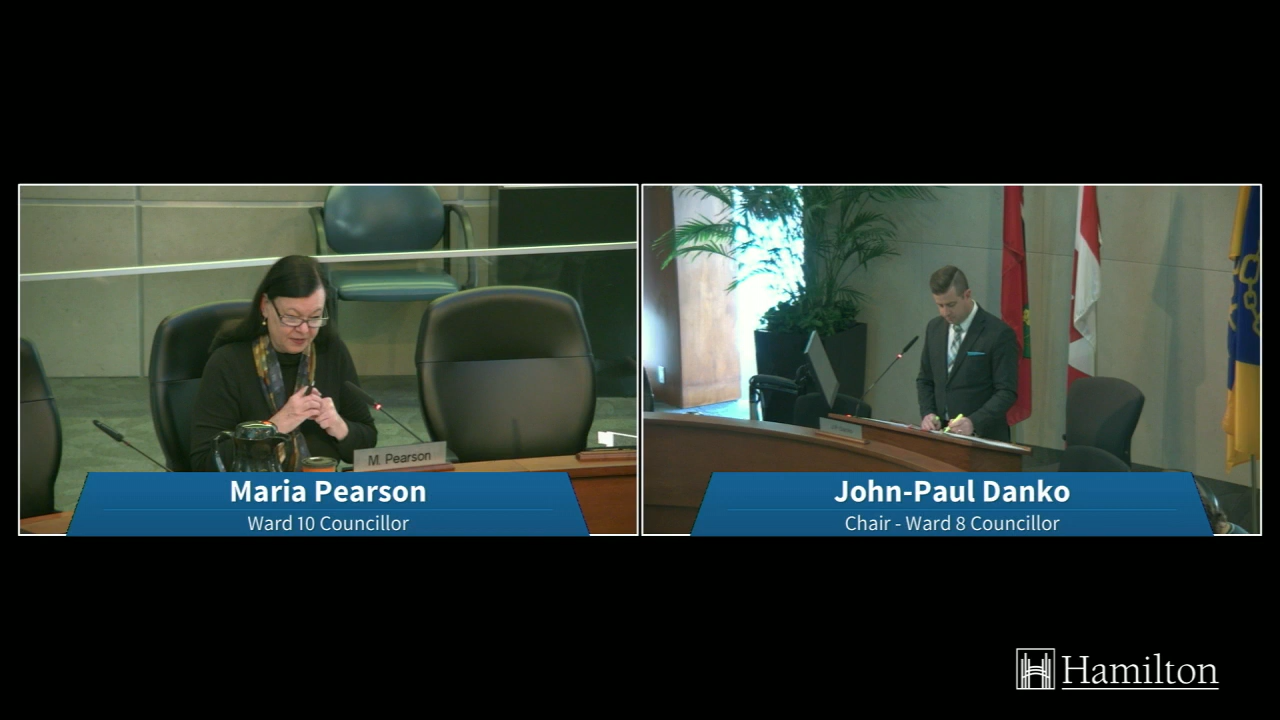 M. Pearson
Maria Pearson
Ward 10 Councillor
John-Paul Danko
Chair - Ward 8 Councillor
Hamilton